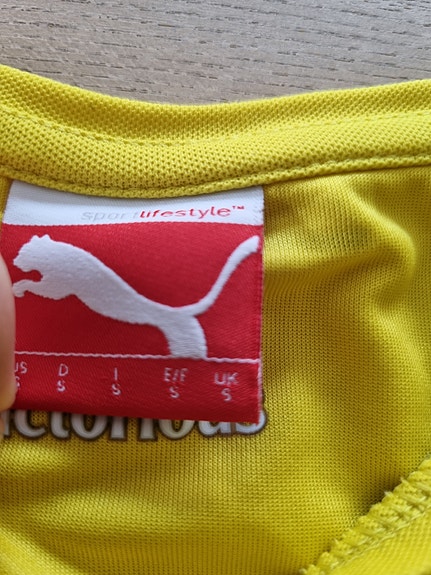 sportlifestyle™
US D I E/F UK
S S S S S
ictorious